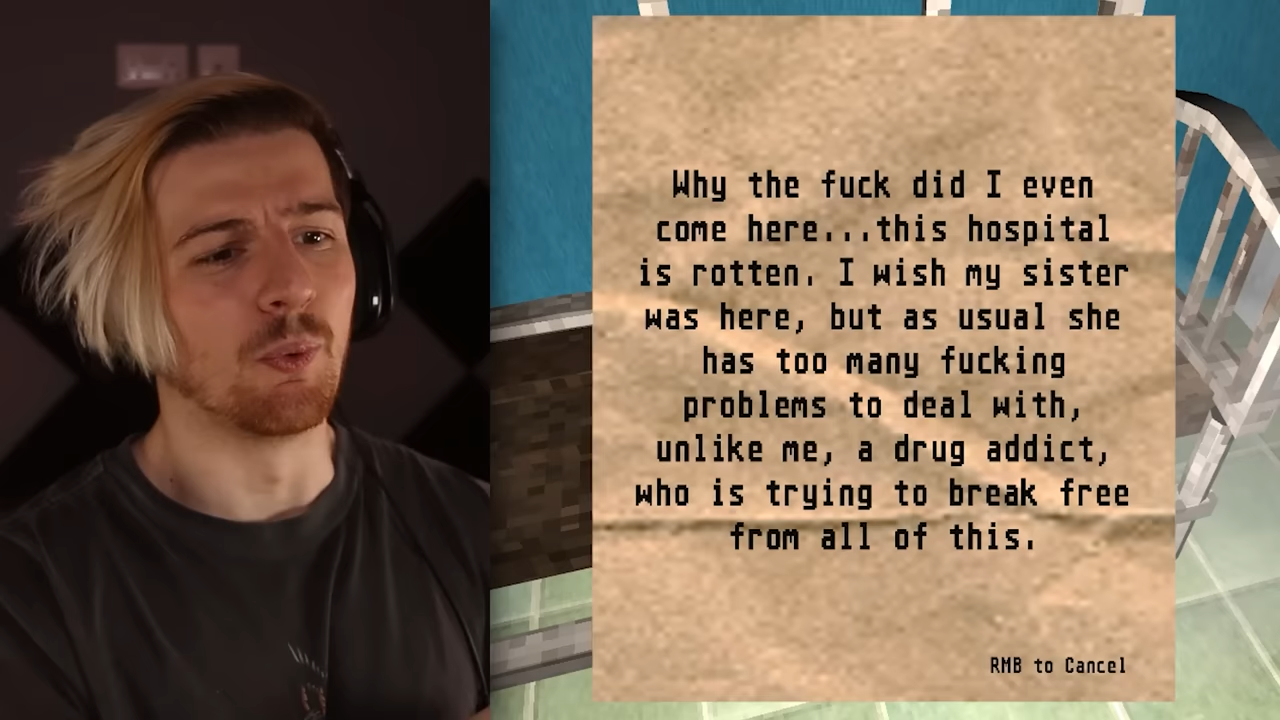 Why the fuck did I even
come here...this hospital
is rotten. I wish my sister
was here, but as usual she
has too many fucking
problems to deal with,
unlike me, a drug addict,
who is trying to break free
from all of this.
RMB to Cancel